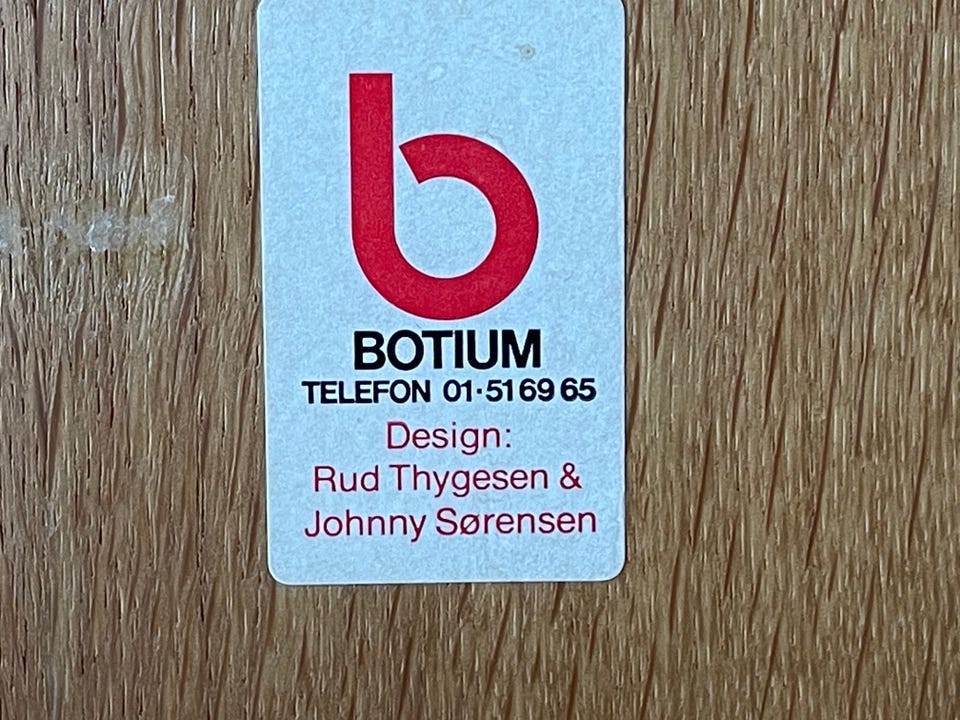 b
BOTIUM
TELEFON 01·51 69 65
Design:
Rud Thygesen &
Johnny Sørensen